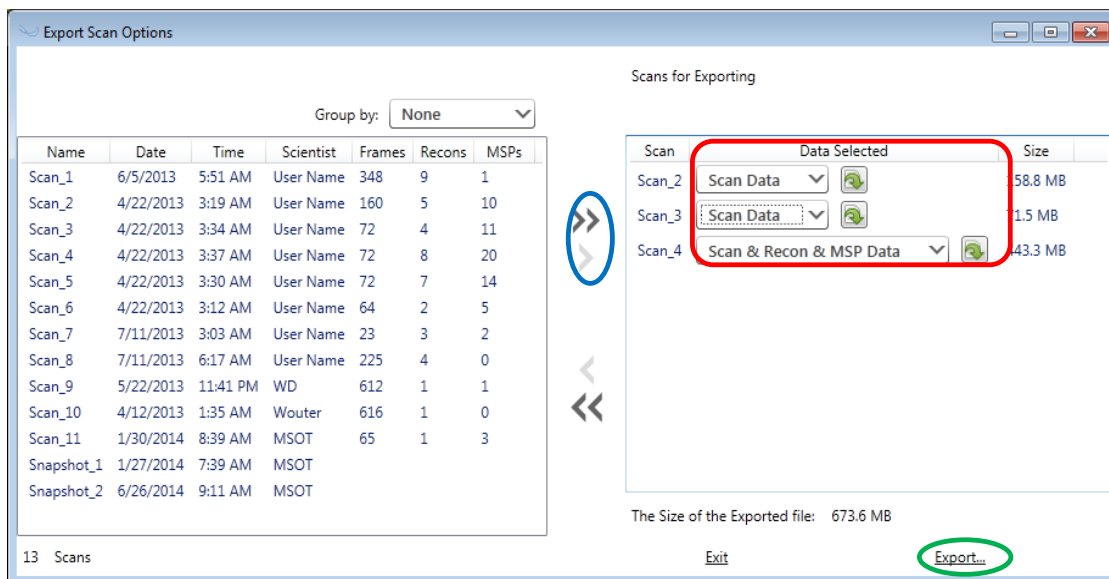 Export Scan Options
Scans for Exporting
Group by: None
Name Date Time Scientist Frames Recons MSPs
Scan_1 6/5/2013 5:51 AM User Name 348 9 1
Scan_2 4/22/2013 3:19 AM User Name 160 5 10
Scan_3 4/22/2013 3:34 AM User Name 72 4 11
Scan_4 4/22/2013 3:37 AM User Name 72 8 20
Scan_5 4/22/2013 3:30 AM User Name 72 7 14
Scan_6 4/22/2013 3:12 AM User Name 64 2 5
Scan_7 7/11/2013 3:03 AM User Name 23 3 2
Scan_8 7/11/2013 6:17 AM User Name 225 4 0
Scan_9 5/22/2013 11:41 PM WD 612 1 1
Scan_10 4/12/2013 1:35 AM Wouter 616 1 0
Scan_11 1/30/2014 8:39 AM MSOT 65 1 3
Snapshot_1 1/27/2014 7:39 AM MSOT
Snapshot_2 6/26/2014 9:11 AM MSOT
13 Scans
Scan Data Selected Size
Scan_2 Scan Data 158.8 MB
Scan_3 Scan Data 71.5 MB
Scan_4 Scan & Recon & MSP Data 443.3 MB
The Size of the Exported file: 673.6 MB
Exit Export...